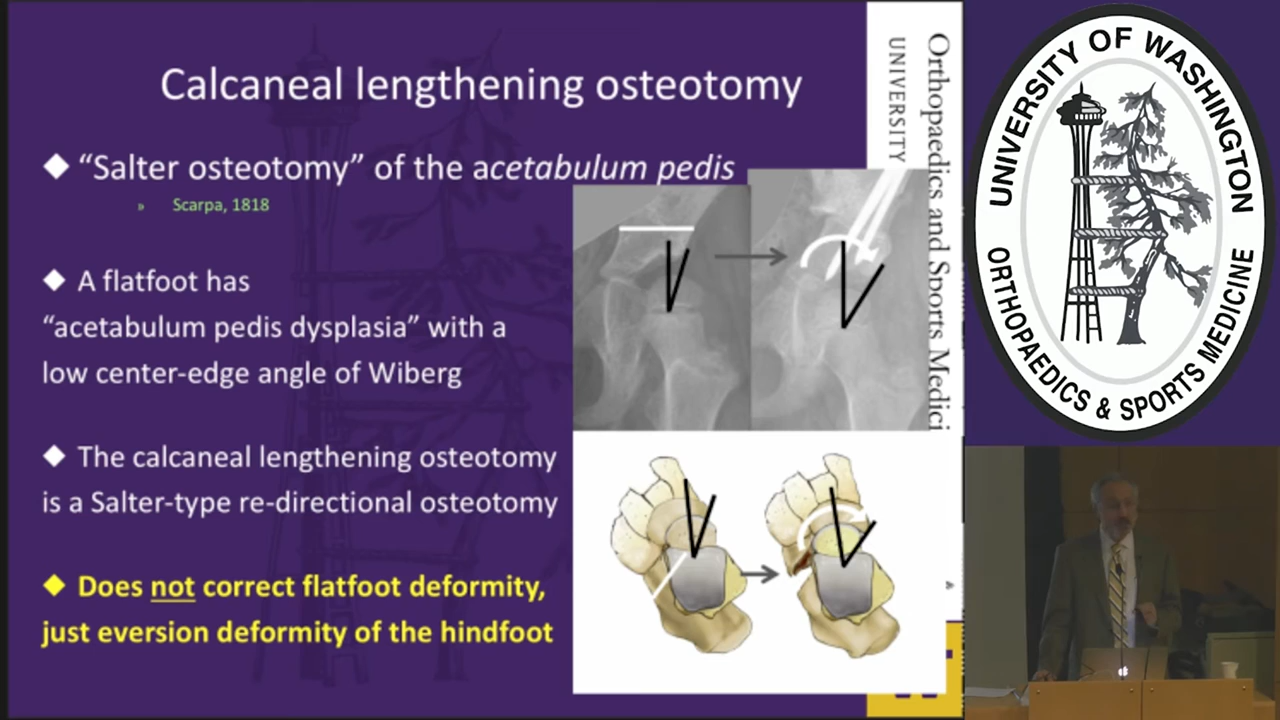 Calcaneal lengthening osteotomy
◆ “Salter osteotomy” of the acetabulum pedis
» Scarpa, 1818
◆ A flatfoot has
“acetabulum pedis dysplasia” with a
low center-edge angle of Wiberg
◆ The calcaneal lengthening osteotomy
is a Salter-type re-directional osteotomy
◆ Does not correct flatfoot deformity,
just eversion deformity of the hindfoot
UNIVERSITY
Orthopaedics and Sports Medici
UNIVERSITY OF WASHINGTON
ORTHOPAEDICS & SPORTS MEDICINE